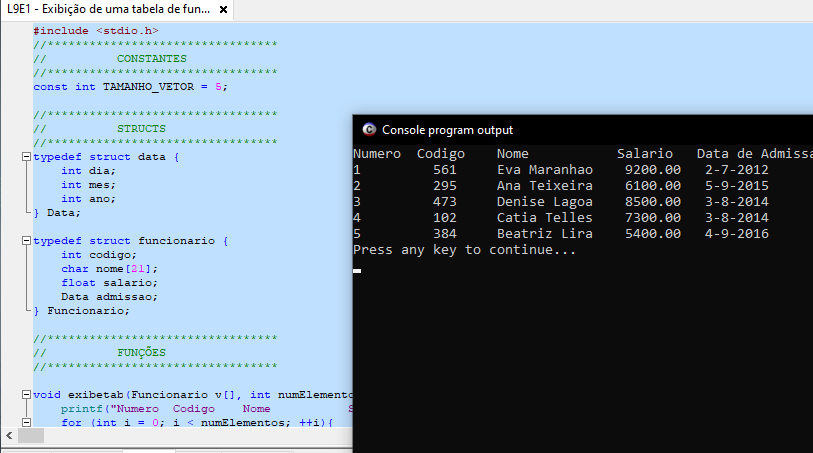 L9E1 - Exibição de uma tabela de fun...
#include <stdio.h>
//*********************************
// CONSTANTES
//*********************************
const int TAMANHO_VETOR = 5;
//*********************************
// STRUCTS
//*********************************
typedef struct data {
int dia;
int mes;
int ano;
} Data;
typedef struct funcionario {
int codigo;
char nome[21];
float salario;
Data admissao;
} Funcionario;
//*********************************
// FUNÇÕES
//*********************************
void exibetab(Funcionario v[], int numElemento
printf("Numero Codigo Nome S
for (int i = 0; i < numElementos; ++i){
Console program output
Numero Codigo Nome Salario Data de Admissa
1 561 Eva Maranhao 9200.00 2-7-2012
2 295 Ana Teixeira 6100.00 5-9-2015
3 473 Denise Lagoa 8500.00 3-8-2014
4 102 Catia Telles 7300.00 3-8-2014
5 384 Beatriz Lira 5400.00 4-9-2016
Press any key to continue...